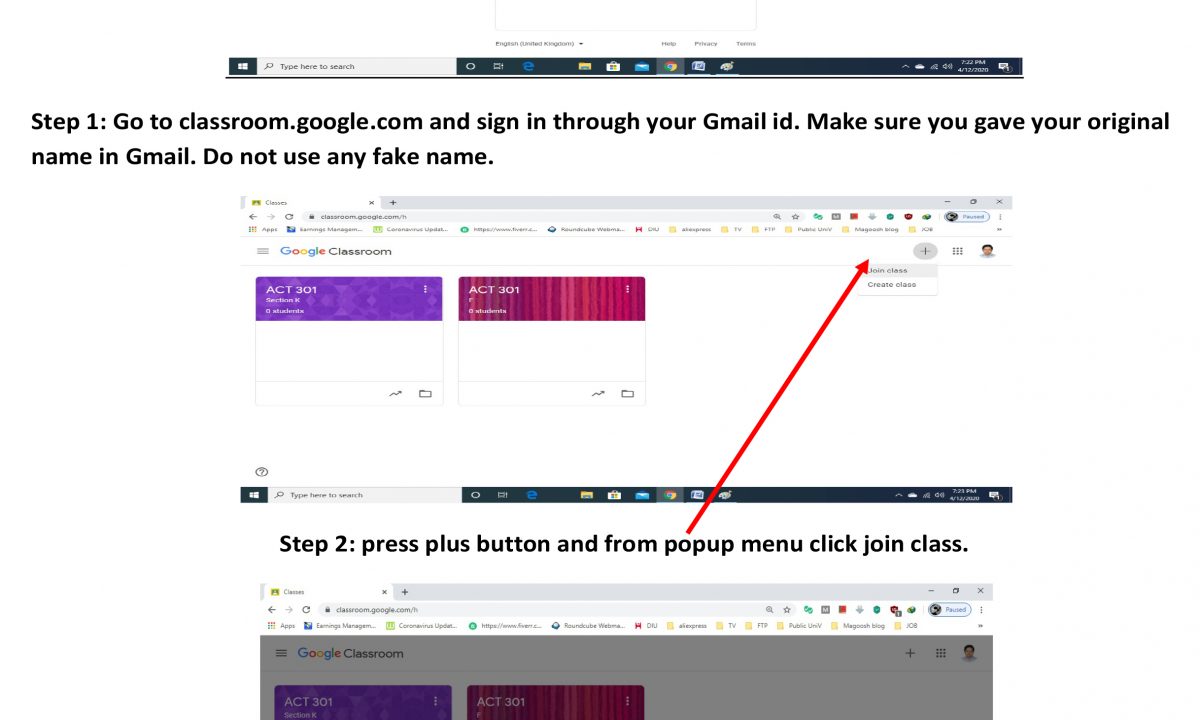 English (United Kingdom)
Help Privacy Terms
Type here to search
7:22 PM
4/12/2020
Step 1: Go to classroom.google.com and sign in through your Gmail id. Make sure you gave your original
name in Gmail. Do not use any fake name.
Classes
classroom.google.com/h
Paused
Apps Earnings Managem... Coronavirus Updat... https://www.fiverr.c... Roundcube Webma... DIU aliexpress TV FTP Public UniV Magoosh blog JOB
Google Classroom
Join class
Create class
ACT 301 ACT 301
Section K F
0 students 0 students
Type here to search
7:23 PM
4/12/2020
Step 2: press plus button and from popup menu click join class.
Classes
classroom.google.com/h
Paused
Apps Earnings Managem... Coronavirus Updat... https://www.fiverr.c... Roundcube Webma... DIU aliexpress TV FTP Public UniV Magoosh blog JOB
Google Classroom
ACT 301 ACT 301
Section K F